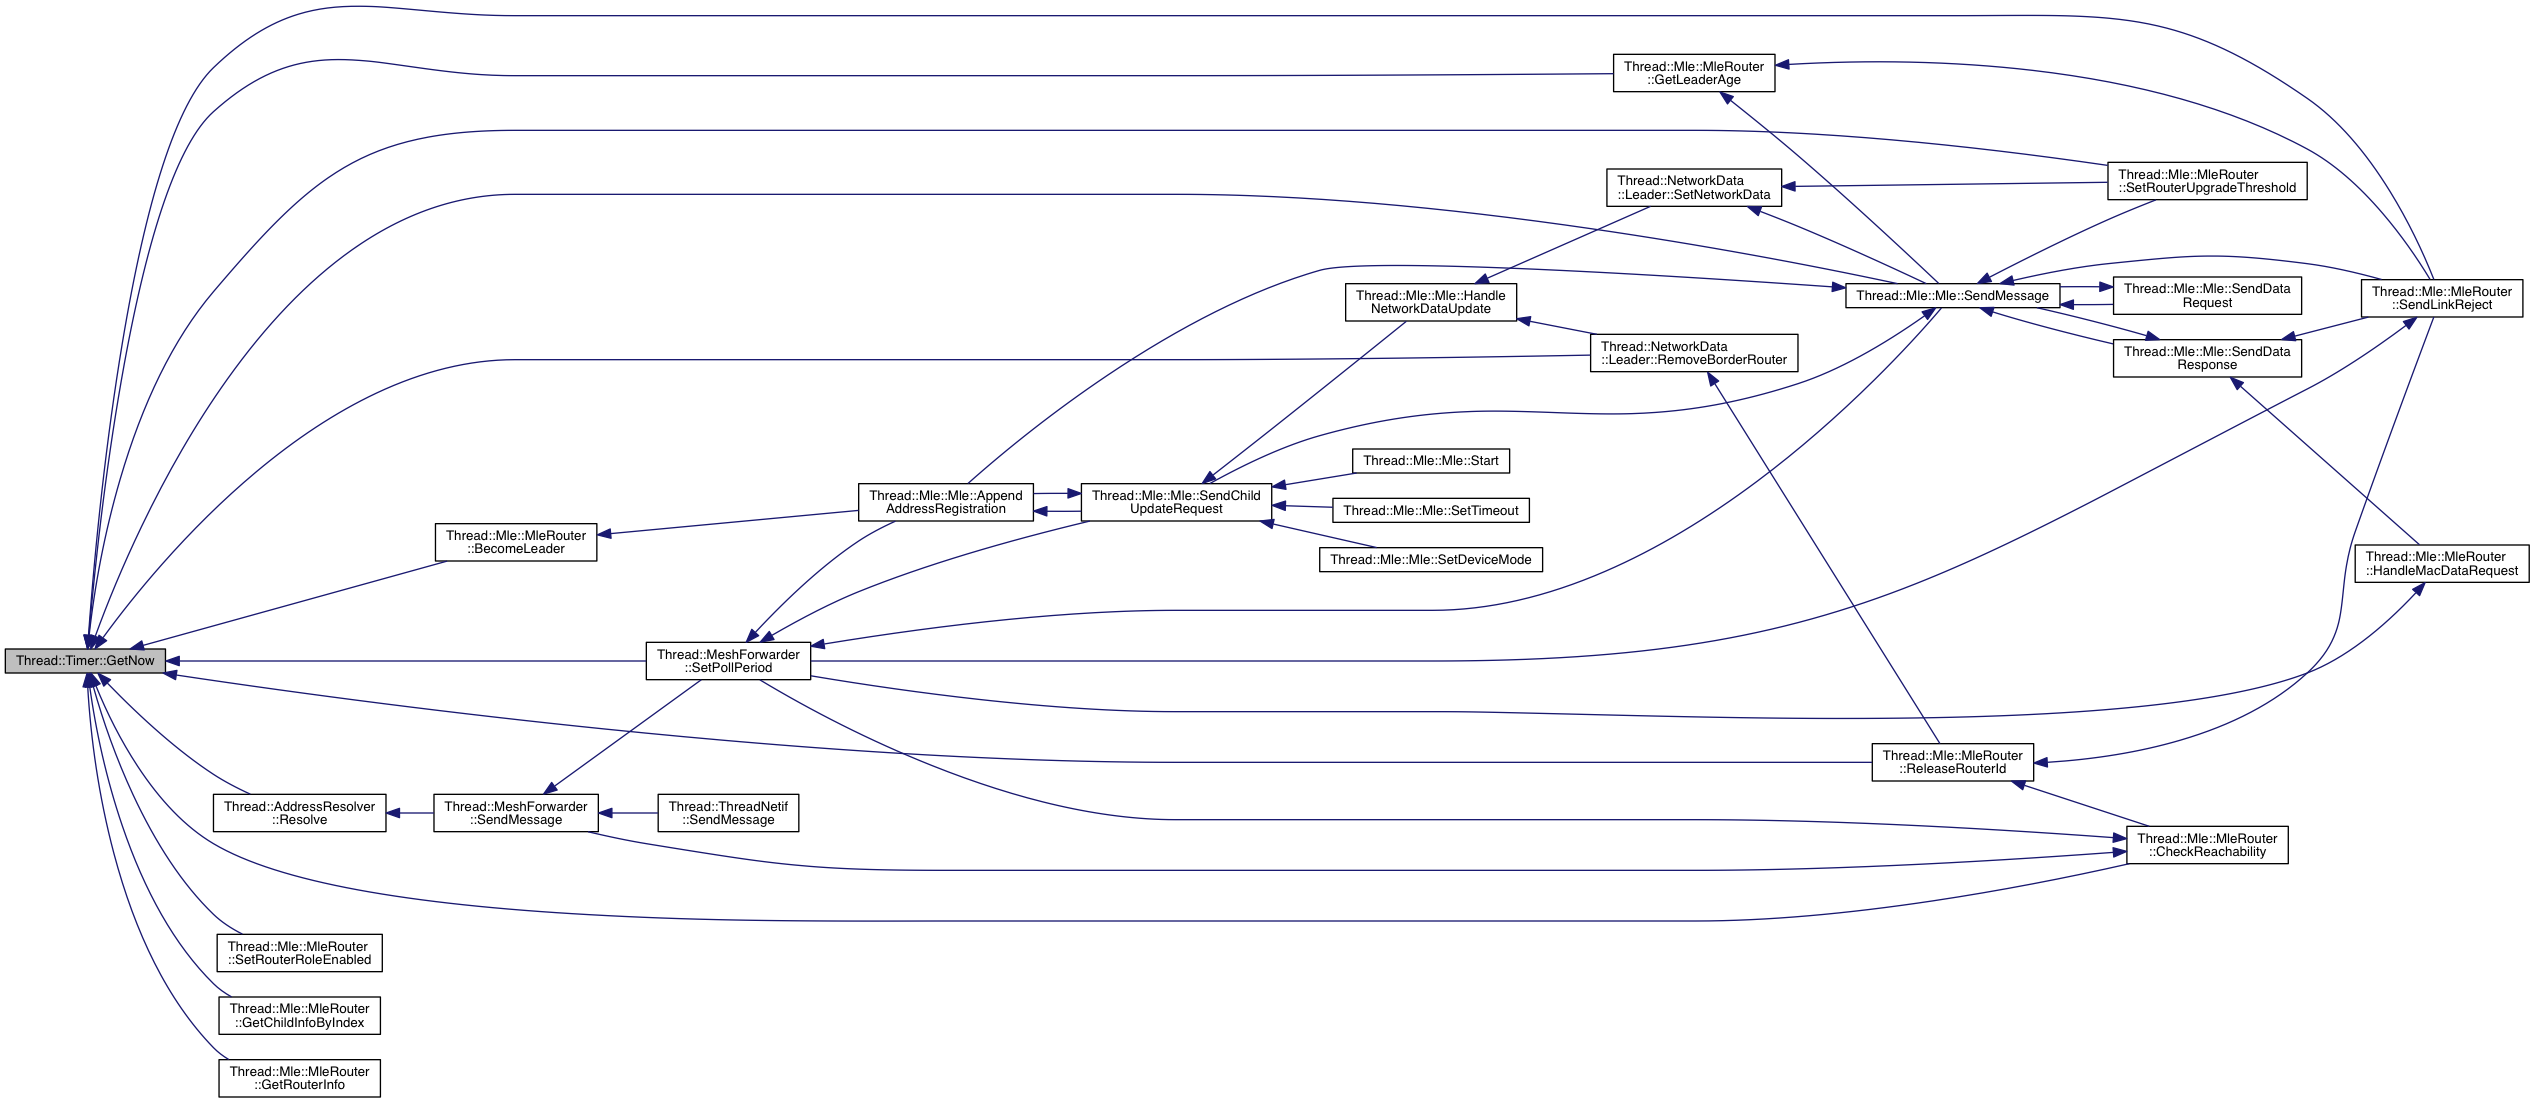 Thread::Mle::MleRouter
::GetLeaderAge
Thread::NetworkData
::Leader::SetNetworkData
Thread::Mle::MleRouter
::SetRouterUpgradeThreshold
Thread::Mle::Mle::Handle
NetworkDataUpdate
Thread::Mle::Mle::SendMessage
Thread::Mle::Mle::SendData
Request
Thread::Mle::MleRouter
::SendLinkReject
Thread::NetworkData
::Leader::RemoveBorderRouter
Thread::Mle::Mle::SendData
Response
Thread::Mle::Mle::Start
Thread::Mle::Mle::Append
AddressRegistration
Thread::Mle::Mle::SendChild
UpdateRequest
Thread::Mle::Mle::SetTimeout
Thread::Mle::MleRouter
::BecomeLeader
Thread::Mle::Mle::SetDeviceMode
Thread::Mle::MleRouter
::HandleMacDataRequest
Thread::Timer::GetNow
Thread::MeshForwarder
::SetPollPeriod
Thread::Mle::MleRouter
::ReleaseRouterId
Thread::AddressResolver
::Resolve
Thread::MeshForwarder
::SendMessage
Thread::ThreadNetif
::SendMessage
Thread::Mle::MleRouter
::CheckReachability
Thread::Mle::MleRouter
::SetRouterRoleEnabled
Thread::Mle::MleRouter
::GetChildInfoByIndex
Thread::Mle::MleRouter
::GetRouterInfo